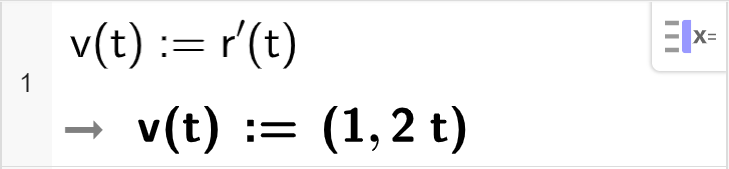 v(t) := r′(t)
x=
1
→ v(t) := (1, 2 t)